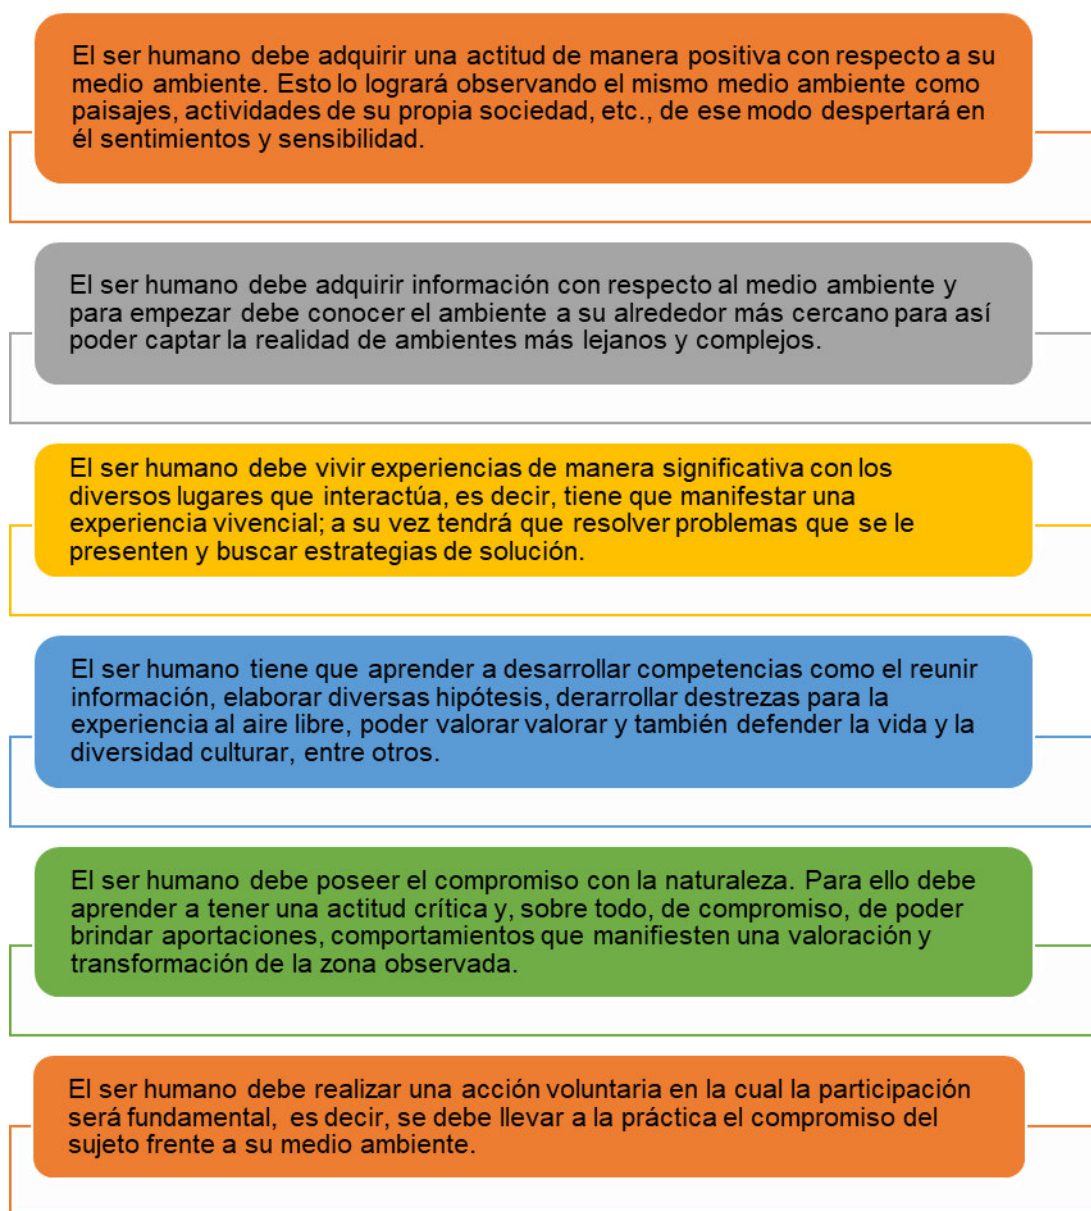 El ser humano debe adquirir una actitud de manera positiva con respecto a su
medio ambiente. Esto lo logrará observando el mismo medio ambiente como
paisajes, actividades de su propia sociedad, etc., de ese modo despertará en
él sentimientos y sensibilidad.
El ser humano debe adquirir información con respecto al medio ambiente y
para empezar debe conocer el ambiente a su alrededor más cercano para así
poder captar la realidad de ambientes más lejanos y complejos.
El ser humano debe vivir experiencias de manera significativa con los
diversos lugares que interactúa, es decir, tiene que manifestar una
experiencia vivencial; a su vez tendrá que resolver problemas que se le
presenten y buscar estrategias de solución.
El ser humano tiene que aprender a desarrollar competencias como el reunir
información, elaborar diversas hipótesis, derarrollar destrezas para la
experiencia al aire libre, poder valorar valorar y también defender la vida y la
diversidad culturar, entre otros.
El ser humano debe poseer el compromiso con la naturaleza. Para ello debe
aprender a tener una actitud crítica y, sobre todo, de compromiso, de poder
brindar aportaciones, comportamientos que manifiesten una valoración y
transformación de la zona observada.
El ser humano debe realizar una acción voluntaria en la cual la participación
será fundamental, es decir, se debe llevar a la práctica el compromiso del
sujeto frente a su medio ambiente.